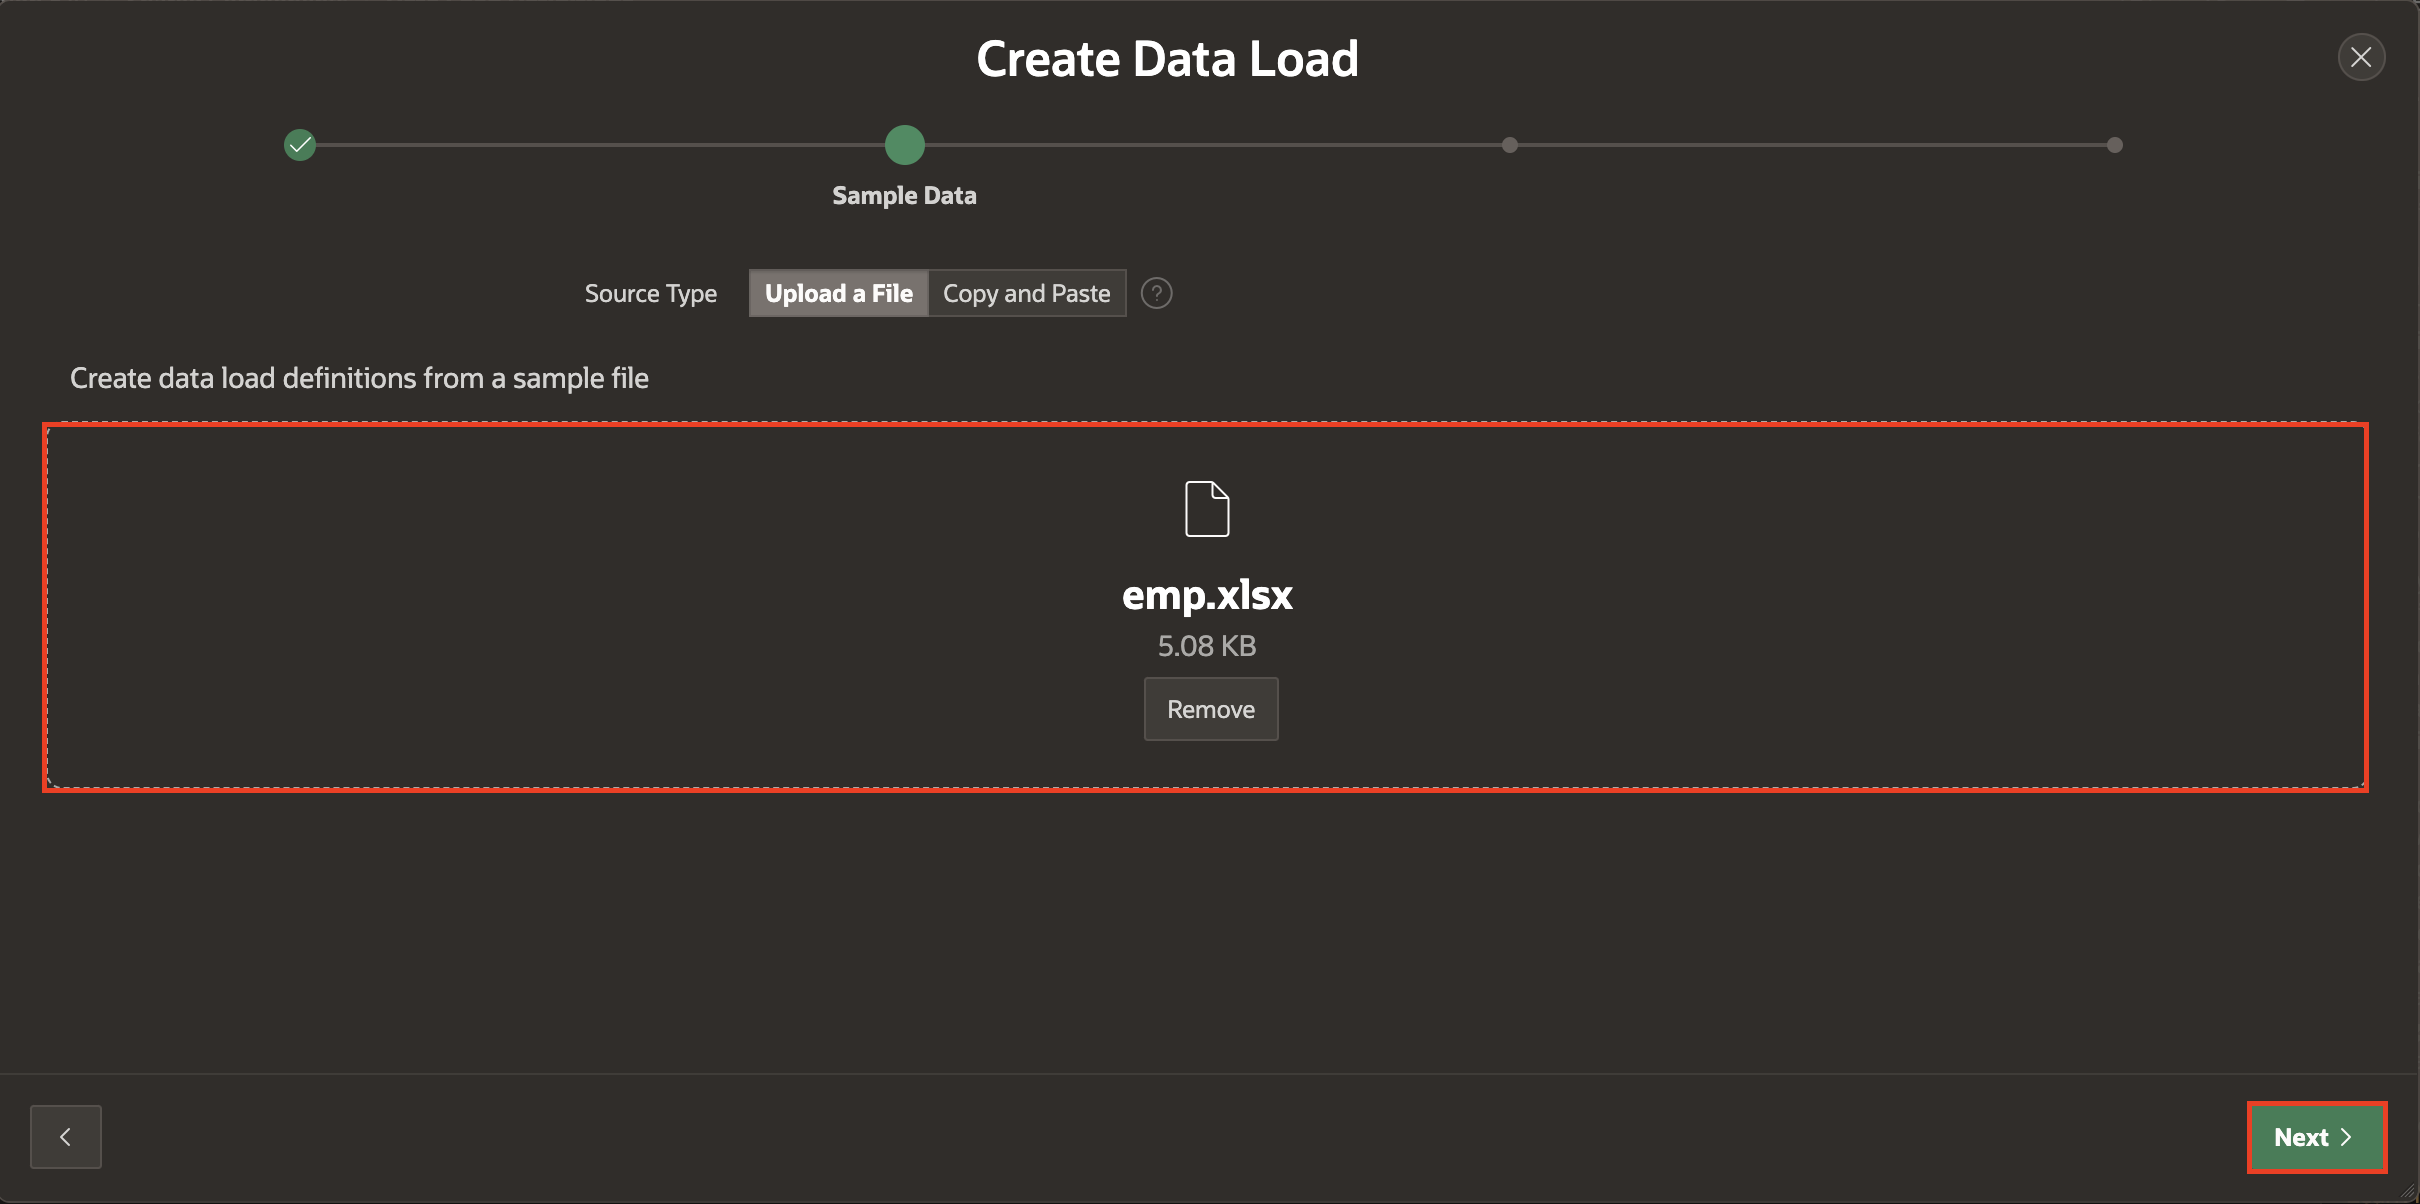 Create Data Load
Sample Data
Source Type Upload a File Copy and Paste ?
Create data load definitions from a sample file
emp.xlsx
5.08 KB
Remove
Next